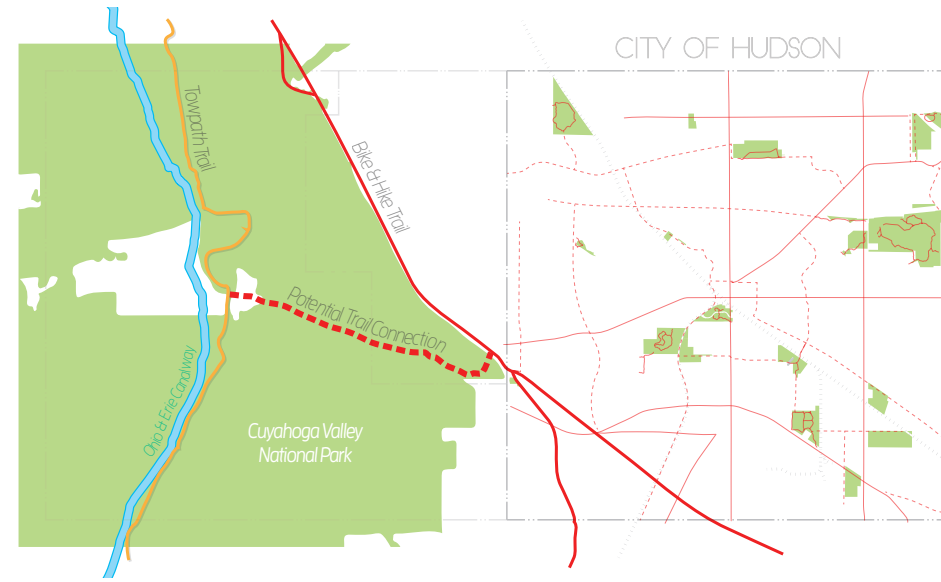 CITY OF HUDSON
Towpath Trail
Bike & Hike Trail
Potential Trail Connection
Ohio & Erie Canalway
Cuyahoga Valley
National Park